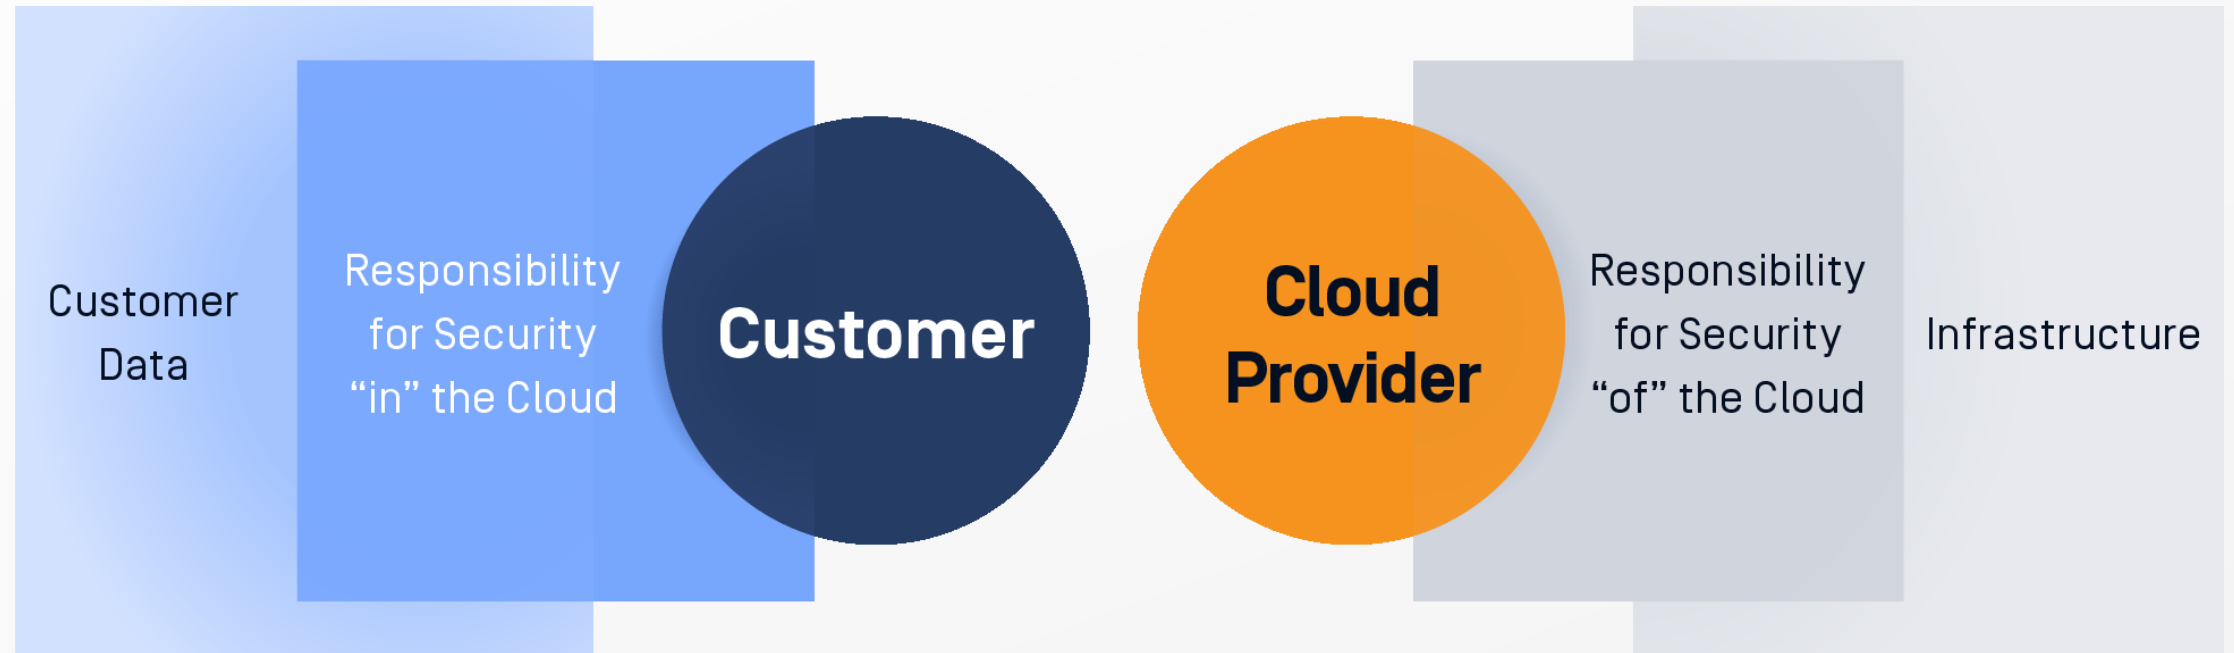 Customer
Data
Responsibility
for Security
“in” the Cloud
Customer
Cloud
Provider
Responsibility
for Security
“of” the Cloud
Infrastructure